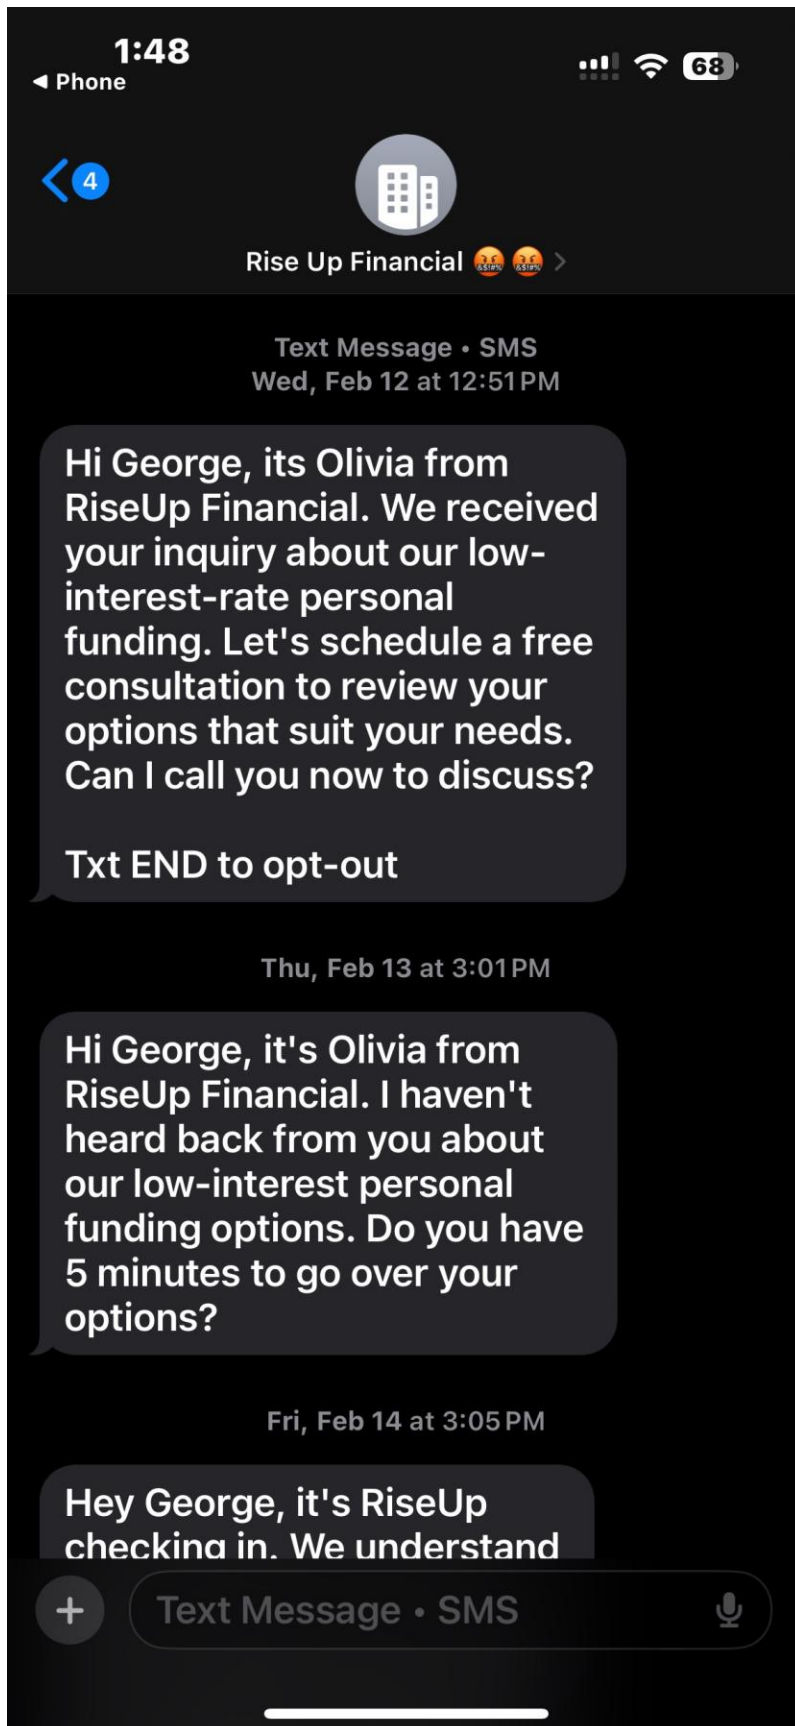 1:48
◀ Phone
68
4
Rise Up Financial 🤬 🤬 >
Text Message • SMS
Wed, Feb 12 at 12:51 PM
Hi George, its Olivia from
RiseUp Financial. We received
your inquiry about our low-
interest-rate personal
funding. Let's schedule a free
consultation to review your
options that suit your needs.
Can I call you now to discuss?
Txt END to opt-out
Thu, Feb 13 at 3:01 PM
Hi George, it's Olivia from
RiseUp Financial. I haven't
heard back from you about
our low-interest personal
funding options. Do you have
5 minutes to go over your
options?
Fri, Feb 14 at 3:05 PM
Hey George, it's RiseUp
checking in. We understand
Text Message • SMS